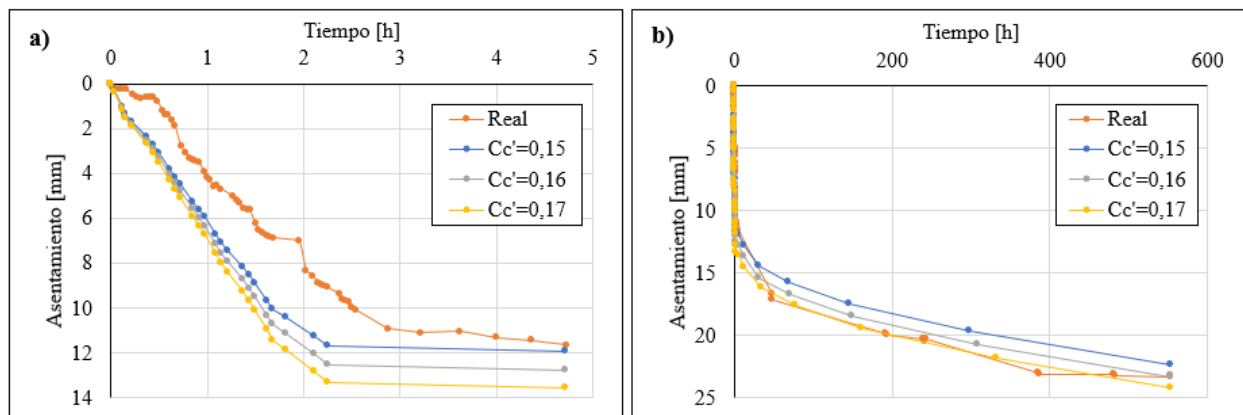 a)
Tiempo [h]
0 1 2 3 4 5
Asentamiento [mm]
0
2
4
6
8
10
12
14
Real
Cc'=0,15
Cc'=0,16
Cc'=0,17
b)
Tiempo [h]
0 200 400 600
Asentamiento [mm]
0
5
10
15
20
25
Real
Cc'=0,15
Cc'=0,16
Cc'=0,17